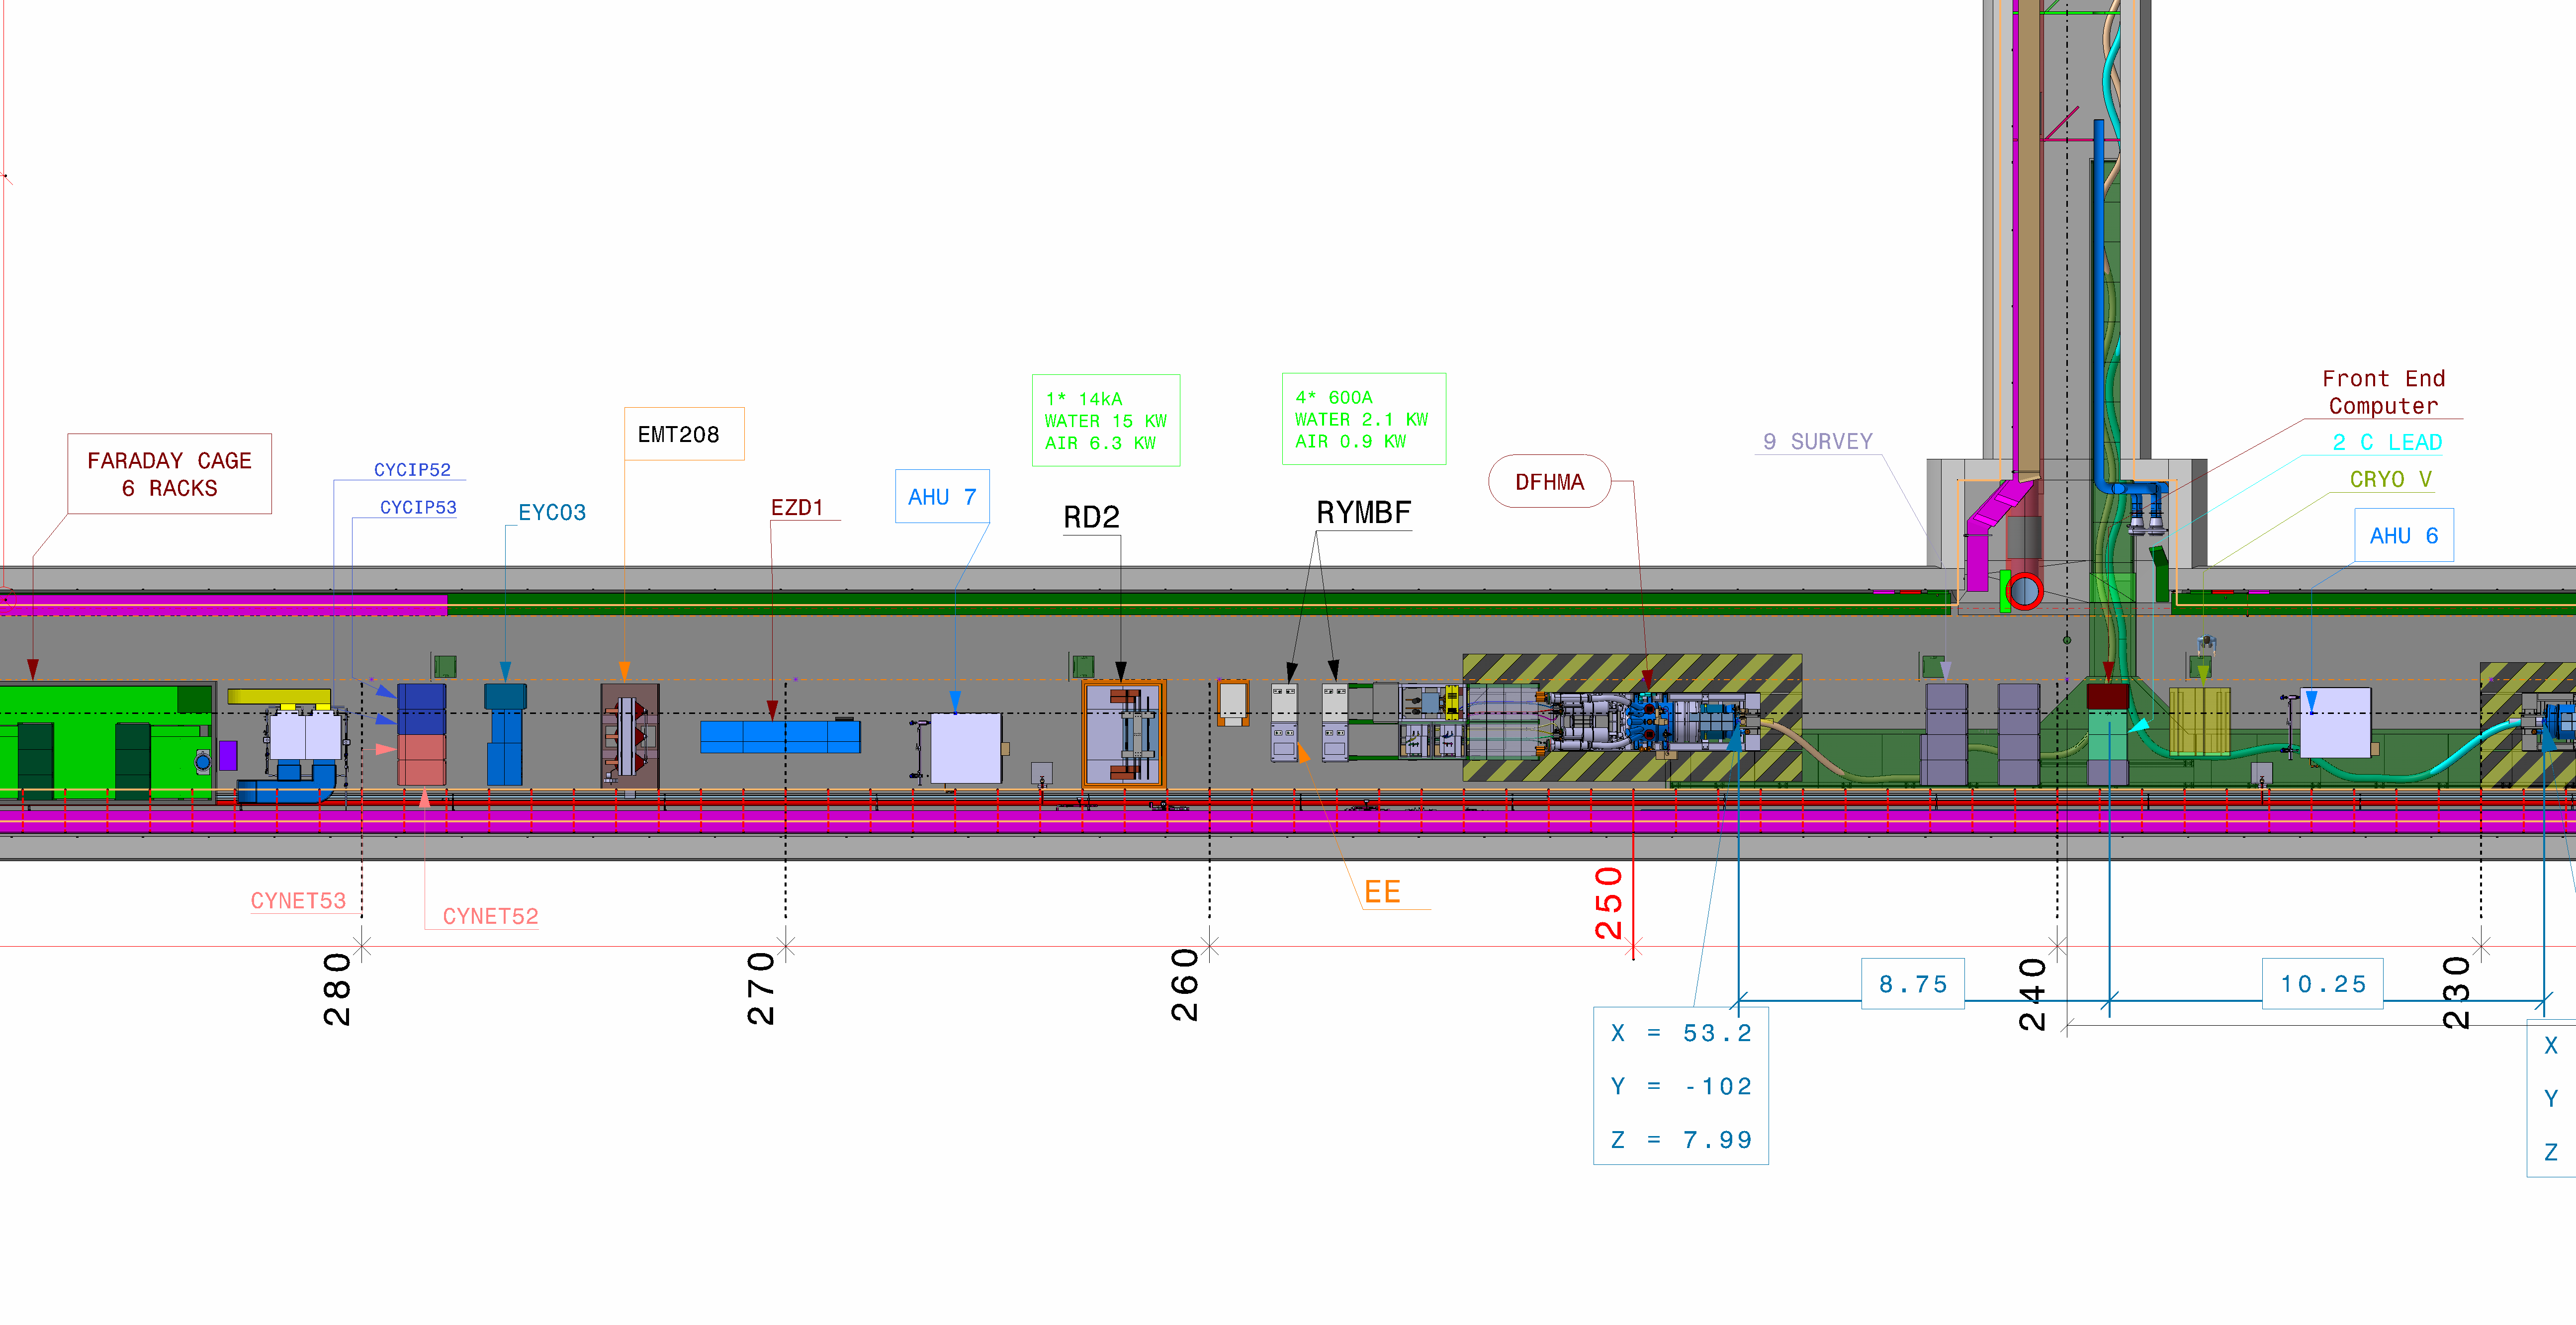 FARADAY CAGE
6 RACKS
CYCIP52
CYCIP53
EYC03
EMT208
EZD1
AHU 7
1* 14kA
WATER 15 KW
AIR 6.3 KW
RD2
4* 600A
WATER 2.1 KW
AIR 0.9 KW
RYMBF
DFHMA
9 SURVEY
Front End
Computer
2 C LEAD
CRYO V
AHU 6
CYNET53
CYNET52
EE
280
270
260
250
240
230
8.75
10.25
X = 53.2
Y = -102
Z = 7.99
X
Y
Z